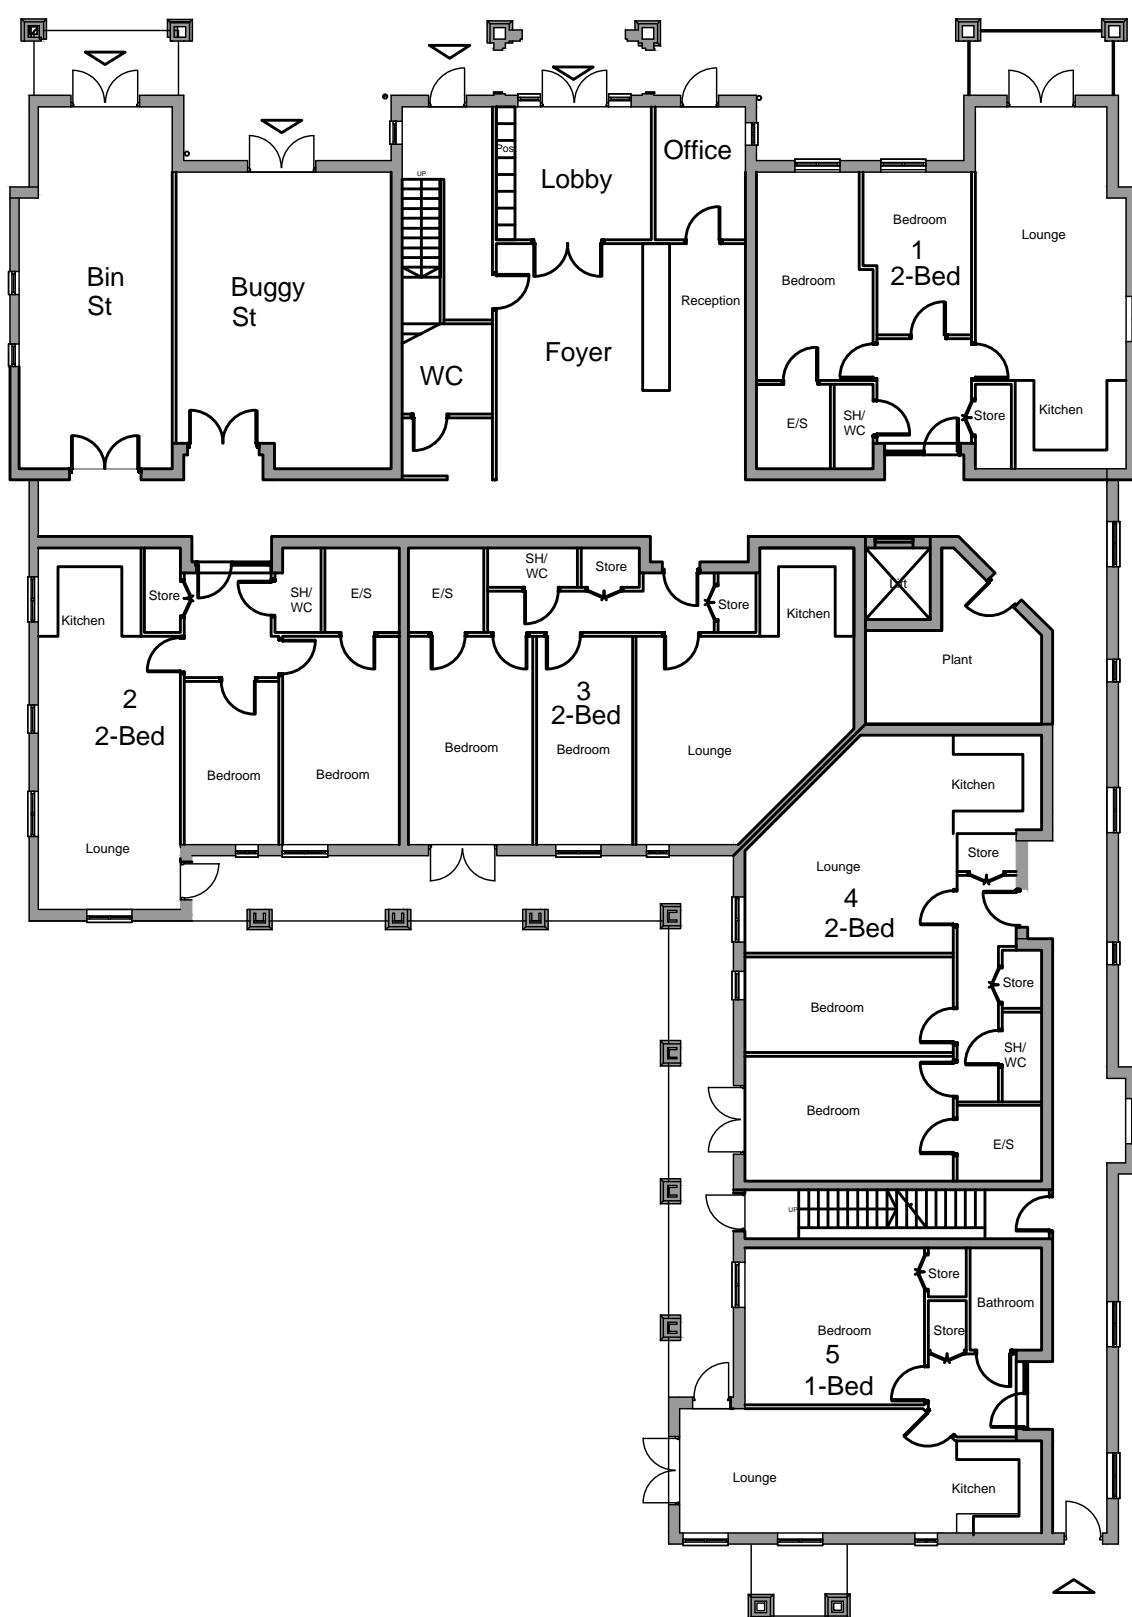 UP
Pos
Lobby
Office
Bin
St
Buggy
St
WC
Foyer
Reception
Bedroom
Bedroom
1
2-Bed
Lounge
E/S
SH/
WC
Store
Kitchen
Kitchen
Store
SH/
WC
E/S
2
2-Bed
Bedroom
Bedroom
Lounge
E/S
SH/
WC
Store
Store
Kitchen
3
2-Bed
Bedroom
Bedroom
Lounge
Lift
Plant
Kitchen
Store
Lounge
4
2-Bed
Store
Bedroom
SH/
WC
Bedroom
E/S
UP
Store
Bathroom
Store
Bedroom
5
1-Bed
Lounge
Kitchen